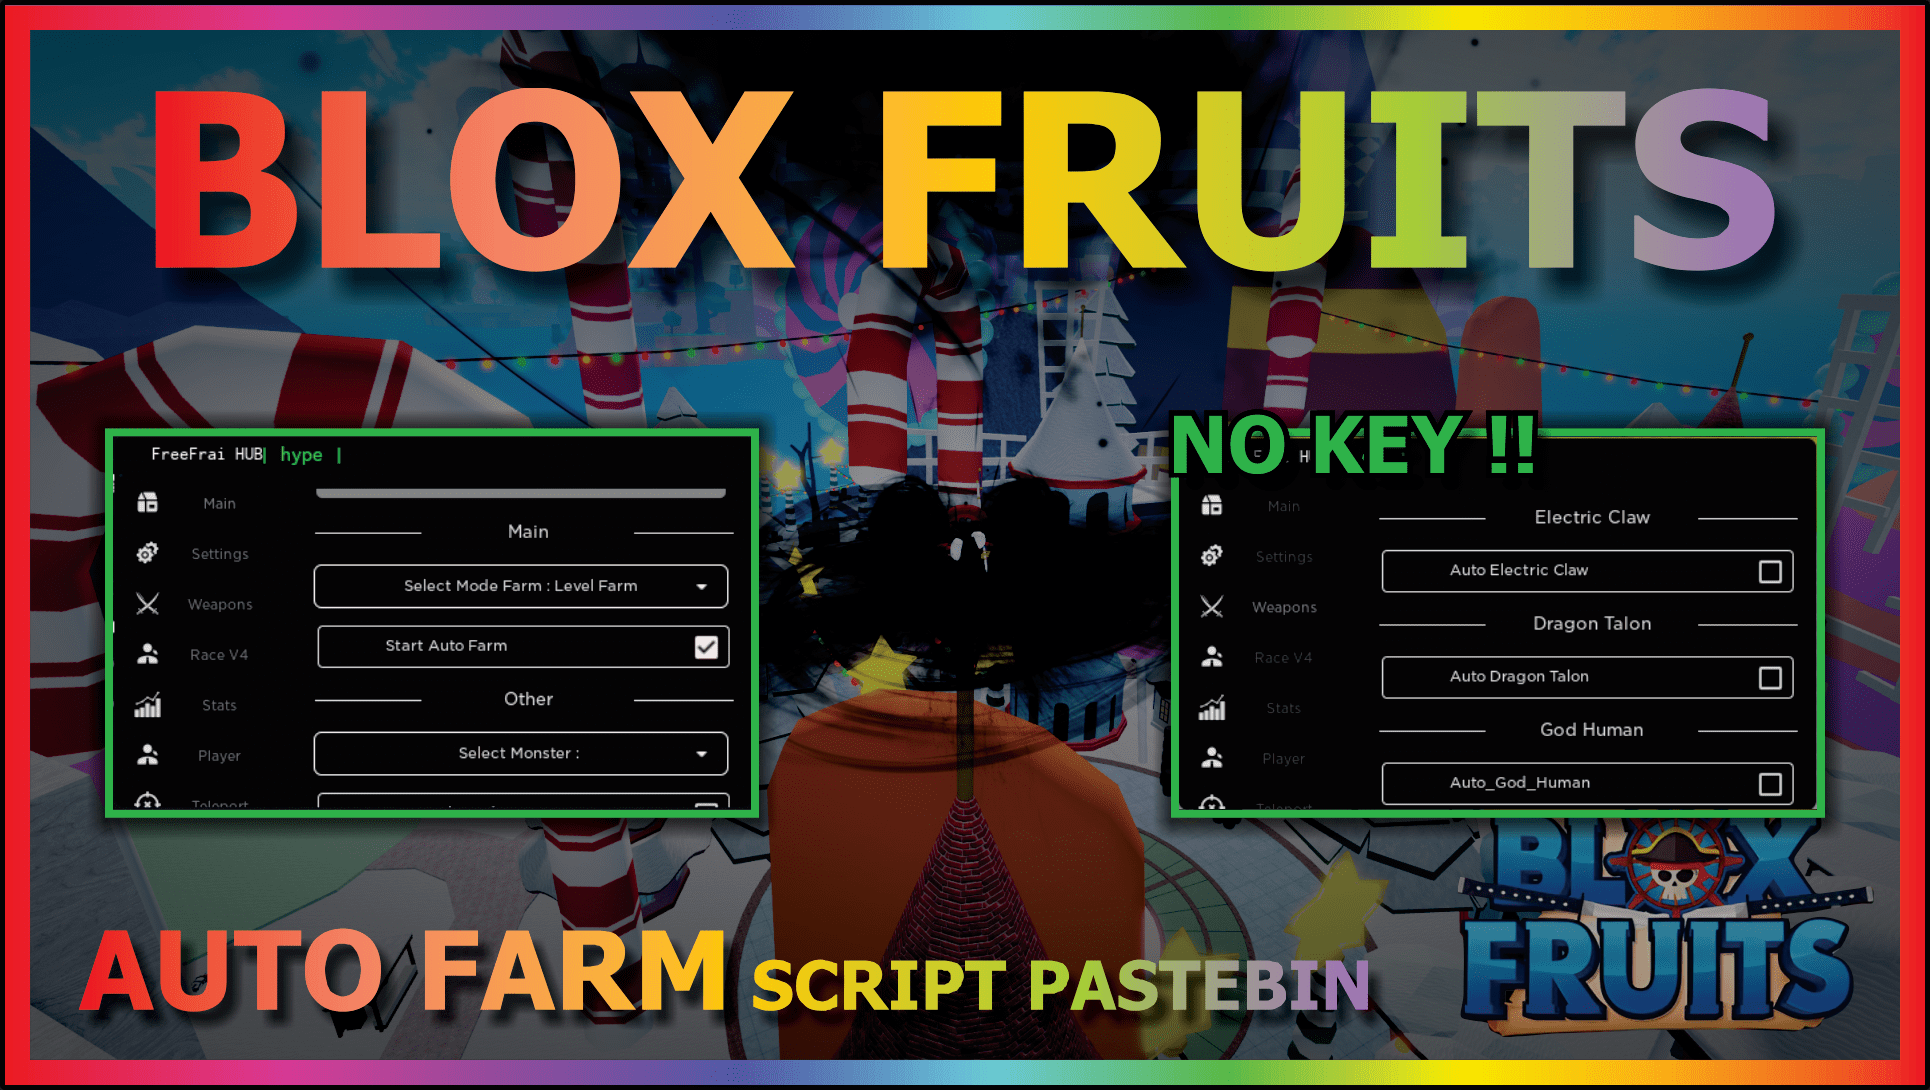 BLOX FRUITS
FreeFrai HUB| hype |
Main
Settings
Weapons
Race V4
Stats
Player
Teleport
Main
Select Mode Farm : Level Farm
Start Auto Farm
Other
Select Monster :
NO KEY !!
Main
Settings
Weapons
Race V4
Stats
Player
Teleport
Electric Claw
Auto Electric Claw
Dragon Talon
Auto Dragon Talon
God Human
Auto_God_Human
AUTO FARM SCRIPT PASTEBIN
BLOX
FRUITS